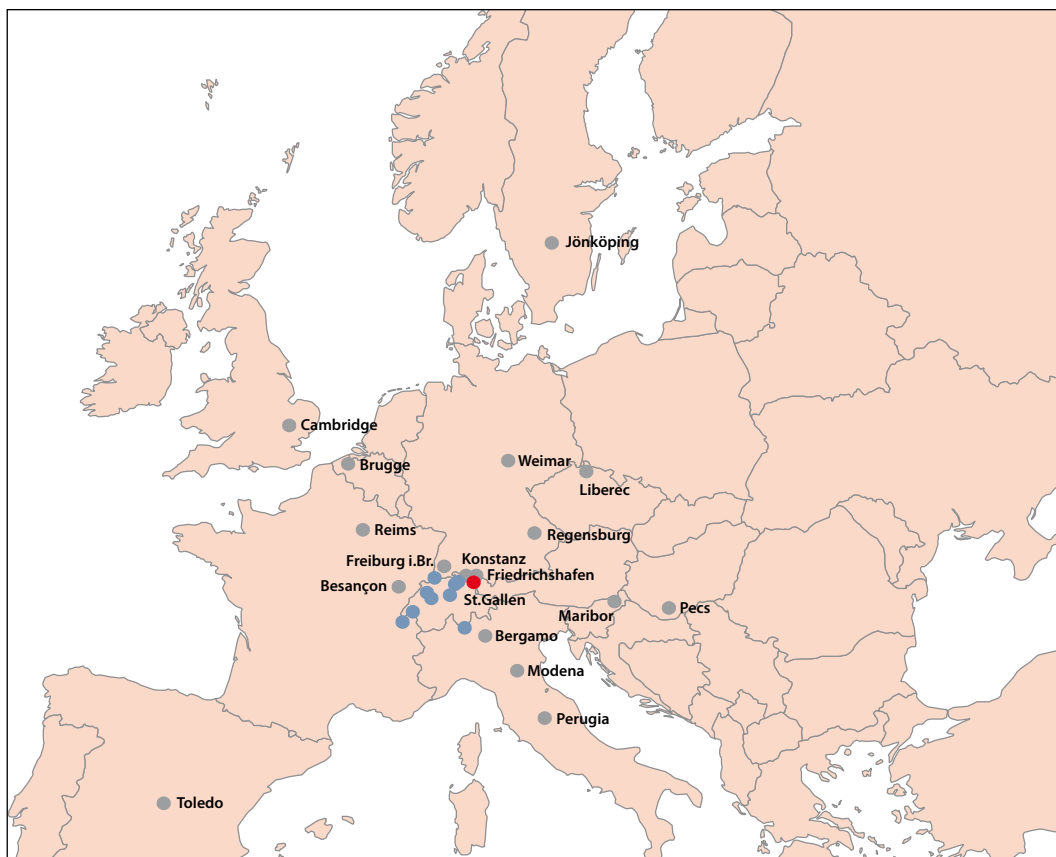 Jönköping
Cambridge
Brugge
Weimar
Liberec
Reims
Regensburg
Freiburg i.Br.
Konstanz
Friedrichshafen
Besançon
St.Gallen
Maribor
Pecs
Bergamo
Modena
Perugia
Toledo